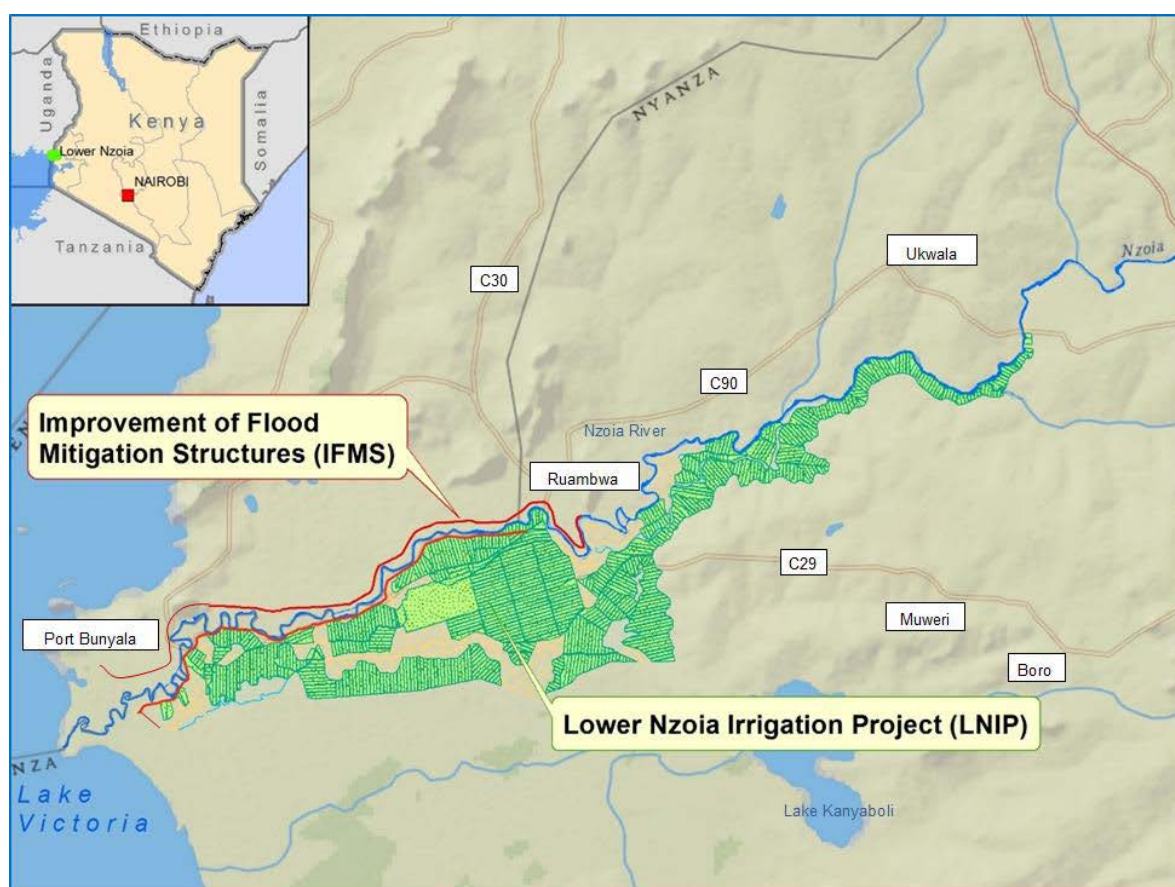 Ethiopia
Uganda
Kenya
Somalia
Lower Nzoia
NAIROBI
Tanzania
NYANZA
Nzoia
Ukwala
C30
C90
Improvement of Flood
Mitigation Structures (IFMS)
Nzoia River
Ruambwa
C29
Port Bunyala
Muweri
Boro
Lower Nzoia Irrigation Project (LNIP)
NZA
Lake
Victoria
Lake Kanyaboli